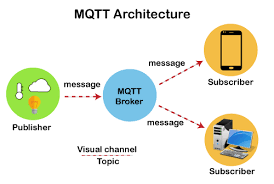 MQTT Architecture
message
Subscriber
message
MQTT
Broker
Publisher
message
Visual channel
Topic
Subscriber